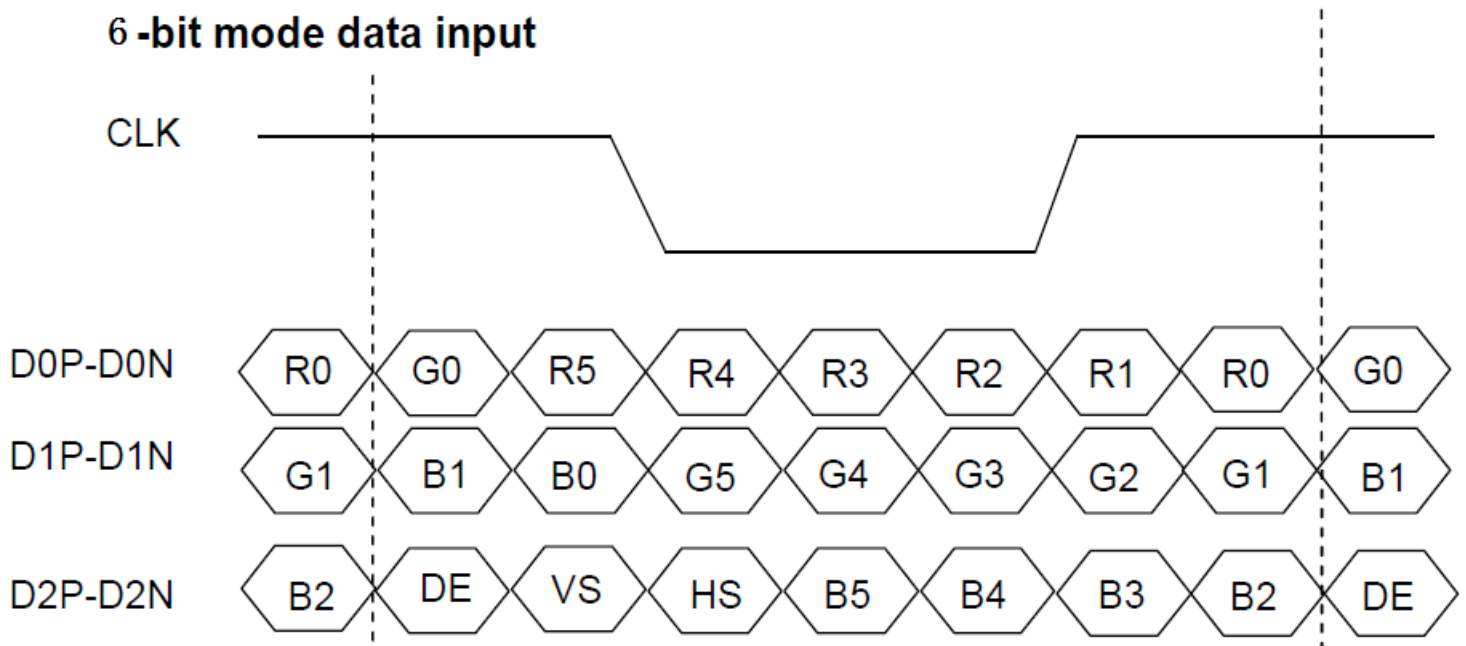 6 -bit mode data input
CLK
D0P-D0N R0 G0 R5 R4 R3 R2 R1 R0 G0
D1P-D1N G1 B1 B0 G5 G4 G3 G2 G1 B1
D2P-D2N B2 DE VS HS B5 B4 B3 B2 DE